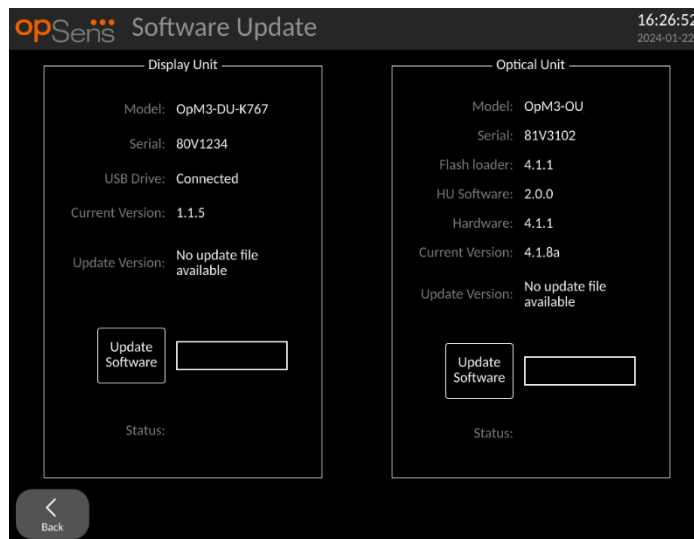 opSens Software Update
16:26:52
2024-01-22
Display Unit
Model: OpM3-DU-K767
Serial: 80V1234
USB Drive: Connected
Current Version: 1.1.5
Update Version: No update file
available
Update
Software
Status:
Optical Unit
Model: OpM3-OU
Serial: 81V3102
Flash loader: 4.1.1
HU Software: 2.0.0
Hardware: 4.1.1
Current Version: 4.1.8a
Update Version: No update file
available
Update
Software
Status:
Back